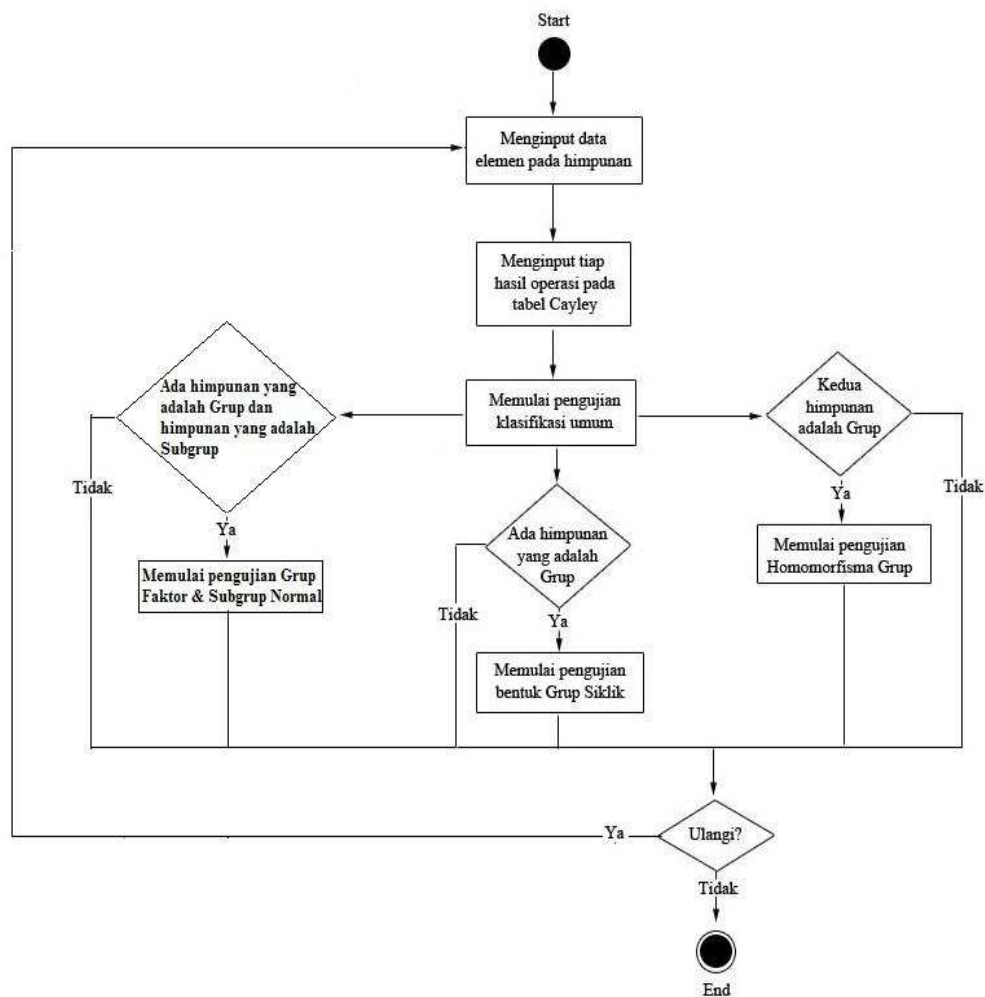 Start
Menginput data
elemen pada himpunan
Menginput tiap
hasil operasi pada
tabel Cayley
Memulai pengujian
klasifikasi umum
Ada himpunan yang
adalah Grup dan
himpunan yang adalah
Subgrup
Tidak
Ya
Memulai pengujian Grup
Faktor & Subgrup Normal
Ada himpunan
yang adalah
Grup
Tidak
Ya
Memulai pengujian
bentuk Grup Siklik
Kedua
himpunan
adalah Grup
Ya
Tidak
Memulai pengujian
Homomorfisma Grup
Ulangi?
Ya
Tidak
End